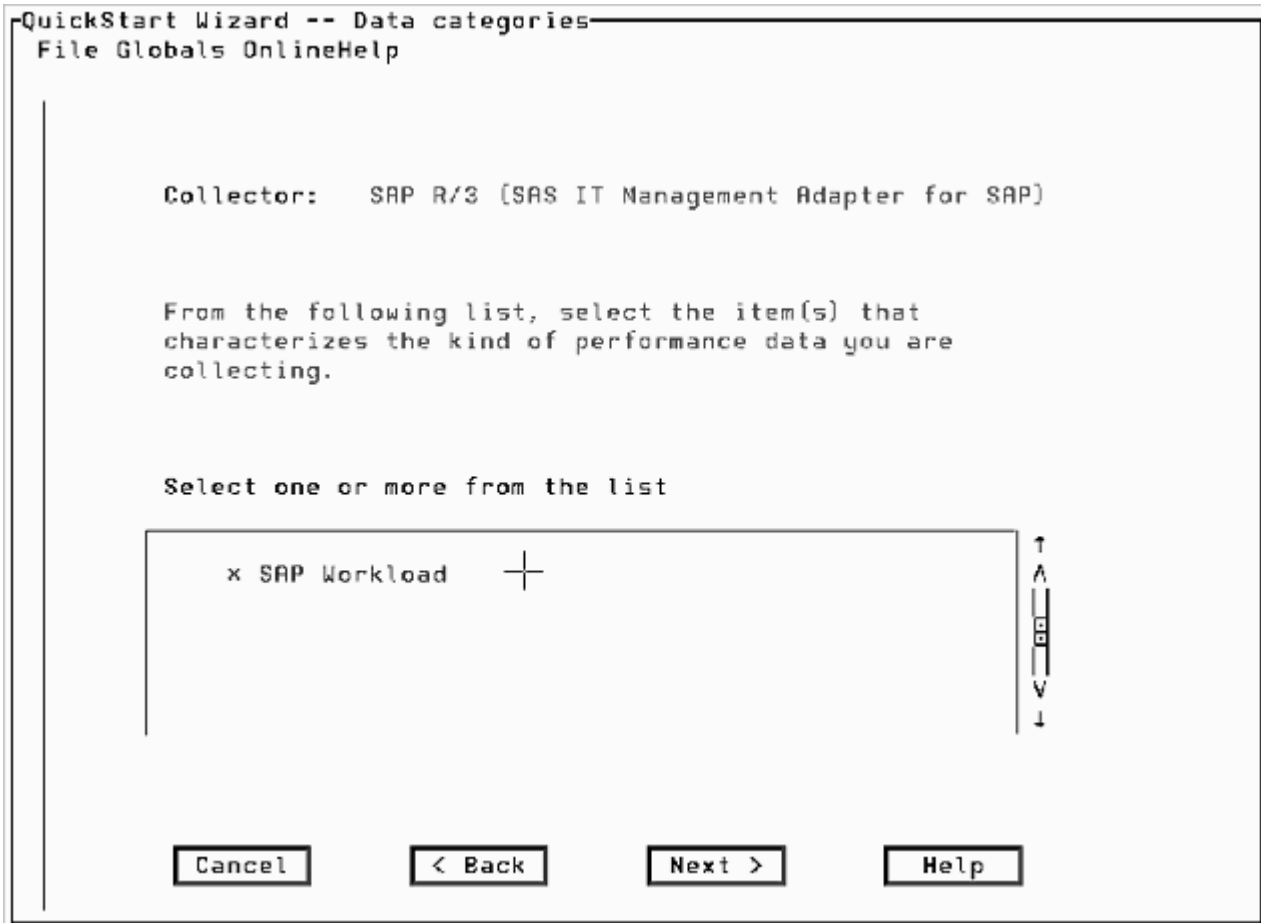 QuickStart Wizard -- Data categories
File Globals OnlineHelp
Collector: SAP R/3 (SAS IT Management Adapter for SAP)
From the following list, select the item(s) that
characterizes the kind of performance data you are
collecting.
Select one or more from the list
x SAP Workload
Cancel < Back Next > Help